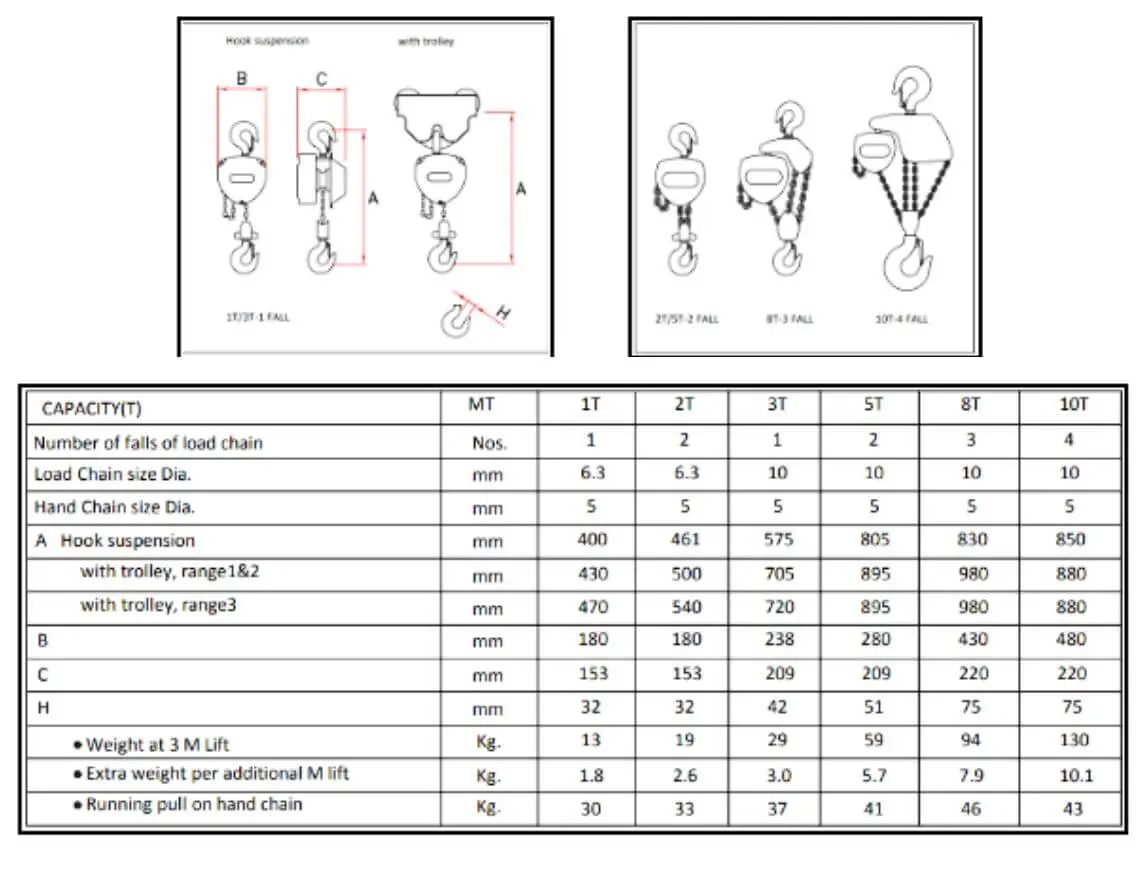 Hook suspension
with trolley
B
C
A
A
H
1T/3T-1 FALL
2T/5T-2 FALL
8T-3 FALL
10T-4 FALL
CAPACITY(T) MT 1T 2T 3T 5T 8T 10T
Number of falls of load chain Nos. 1 2 1 2 3 4
Load Chain size Dia. mm 6.3 6.3 10 10 10 10
Hand Chain size Dia. mm 5 5 5 5 5 5
A Hook suspension mm 400 461 575 805 830 850
with trolley, range1&2 mm 430 500 705 895 980 880
with trolley, range3 mm 470 540 720 895 980 880
B mm 180 180 238 280 430 480
C mm 153 153 209 209 220 220
H mm 32 32 42 51 75 75
• Weight at 3 M Lift Kg. 13 19 29 59 94 130
• Extra weight per additional M lift Kg. 1.8 2.6 3.0 5.7 7.9 10.1
• Running pull on hand chain Kg. 30 33 37 41 46 43